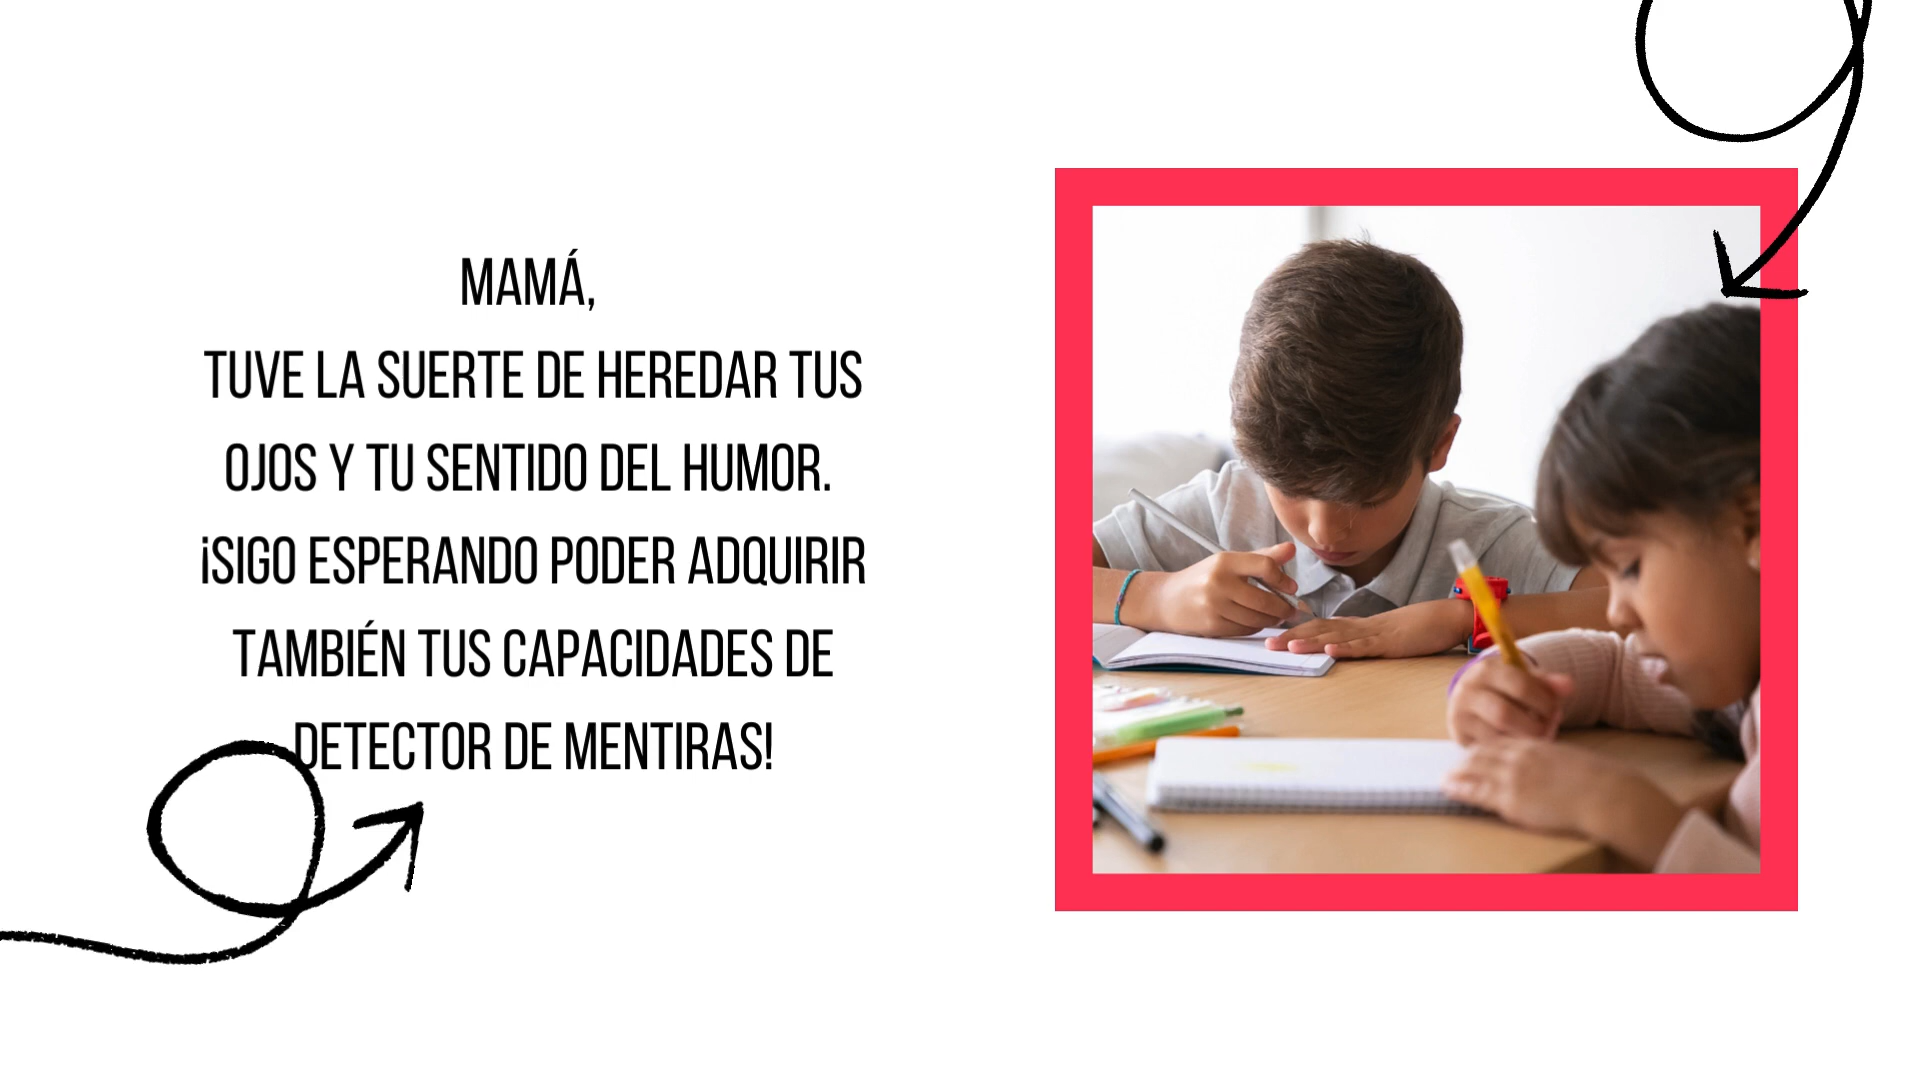 MAMÁ,
TUVE LA SUERTE DE HEREDAR TUS
OJOS Y TU SENTIDO DEL HUMOR.
¡SIGO ESPERANDO PODER ADQUIRIR
TAMBIÉN TUS CAPACIDADES DE
DETECTOR DE MENTIRAS!